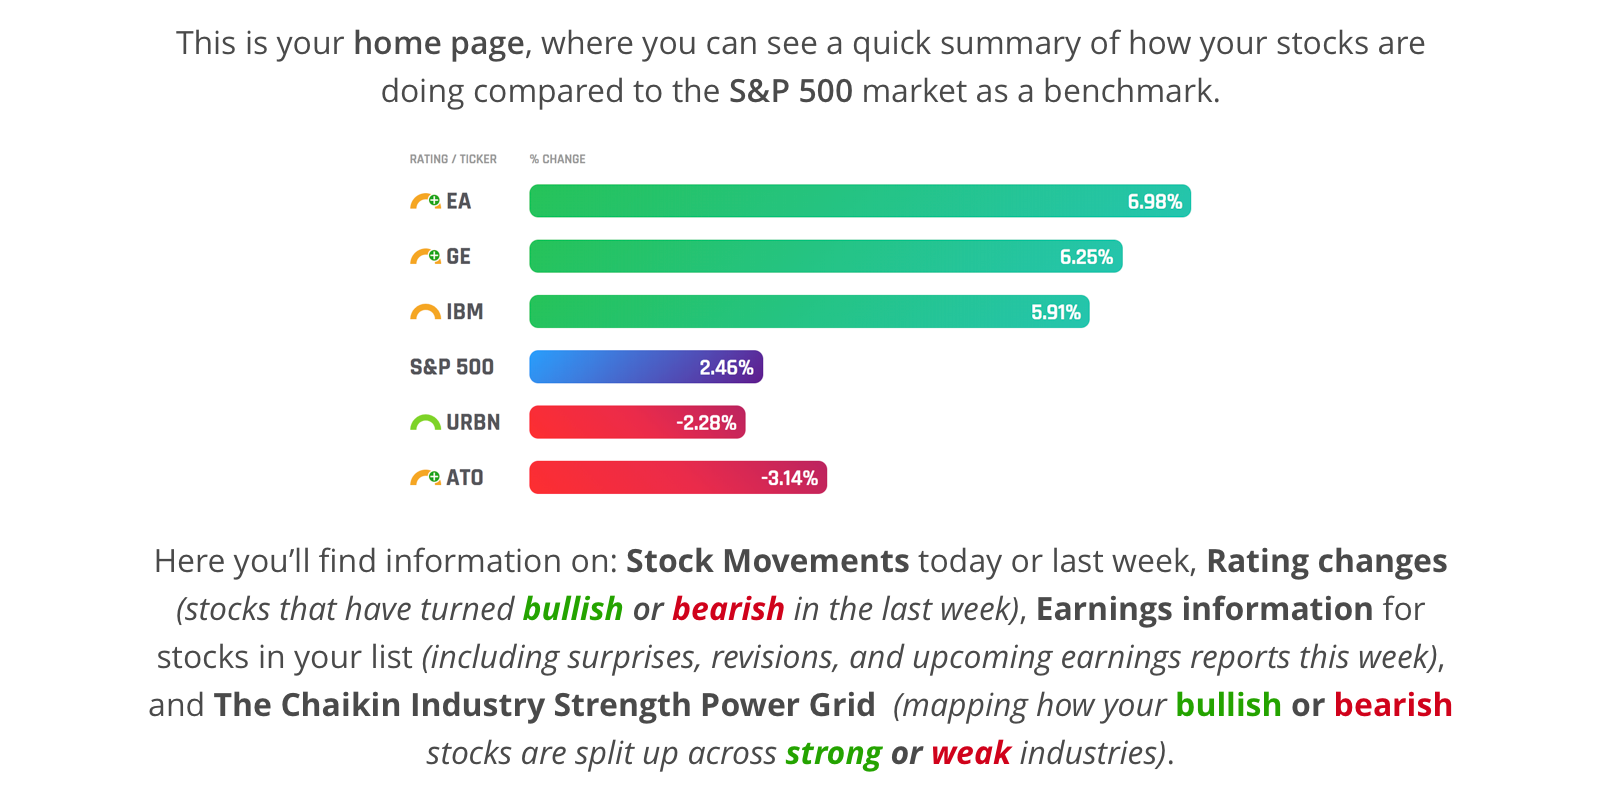 This is your home page, where you can see a quick summary of how your stocks are
doing compared to the S&P 500 market as a benchmark.
RATING / TICKER % CHANGE
EA 6.98%
GE 6.25%
IBM 5.91%
S&P 500 2.46%
URBN -2.28%
ATO -3.14%
Here you’ll find information on: Stock Movements today or last week, Rating changes
(stocks that have turned bullish or bearish in the last week), Earnings information for
stocks in your list (including surprises, revisions, and upcoming earnings reports this week),
and The Chaikin Industry Strength Power Grid (mapping how your bullish or bearish
stocks are split up across strong or weak industries).